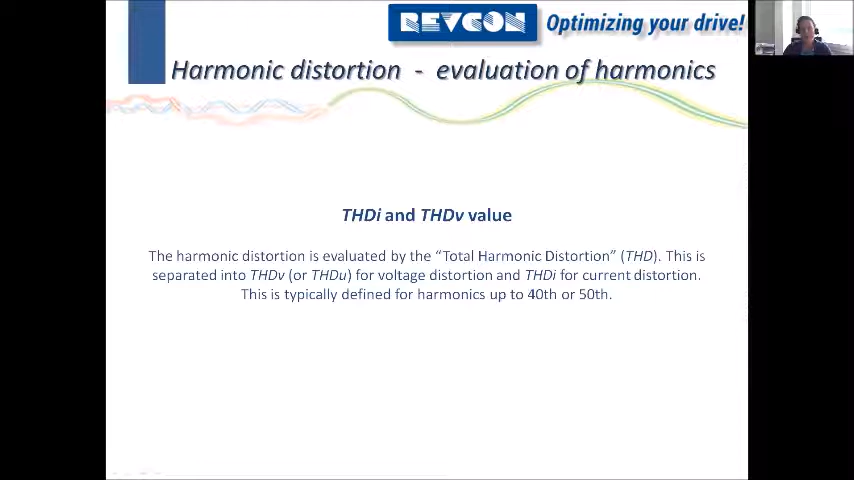 REVCON Optimizing your drive!
Harmonic distortion - evaluation of harmonics
THDi and THDv value
The harmonic distortion is evaluated by the “Total Harmonic Distortion” (THD). This is
separated into THDv (or THDu) for voltage distortion and THDi for current distortion.
This is typically defined for harmonics up to 40th or 50th.